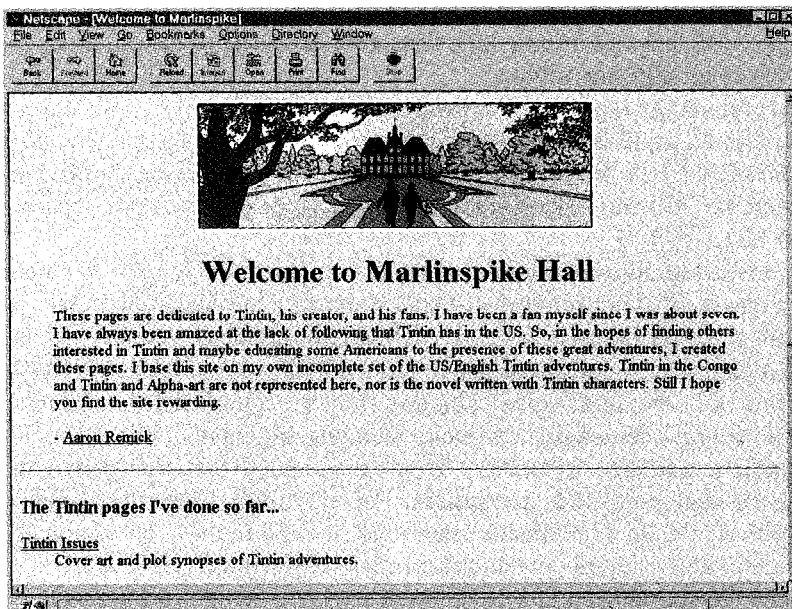 Netscape - [Welcome to Marlinspike]
File Edit View Go Bookmarks Options Directory Window Help
Back Forward Home Reload Images Open Print Find Stop
Welcome to Marlinspike Hall
These pages are dedicated to Tintin, his creator, and his fans. I have been a fan myself since I was about seven.
I have always been amazed at the lack of following that Tintin has in the US. So, in the hopes of finding others
interested in Tintin and maybe educating some Americans to the presence of these great adventures, I created
these pages. I base this site on my own incomplete set of the US/English Tintin adventures. Tintin in the Congo
and Tintin and Alpha-art are not represented here, nor is the novel written with Tintin characters. Still I hope
you find the site rewarding.
- Aaron Remick
The Tintin pages I've done so far...
Tintin Issues
Cover art and plot synopses of Tintin adventures.